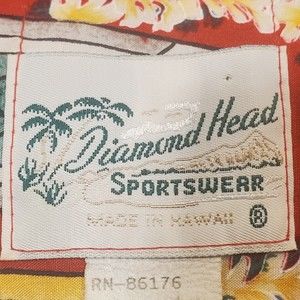 Diamond Head
SPORTSWEAR
MADE IN HAWAII ®
RN-86176